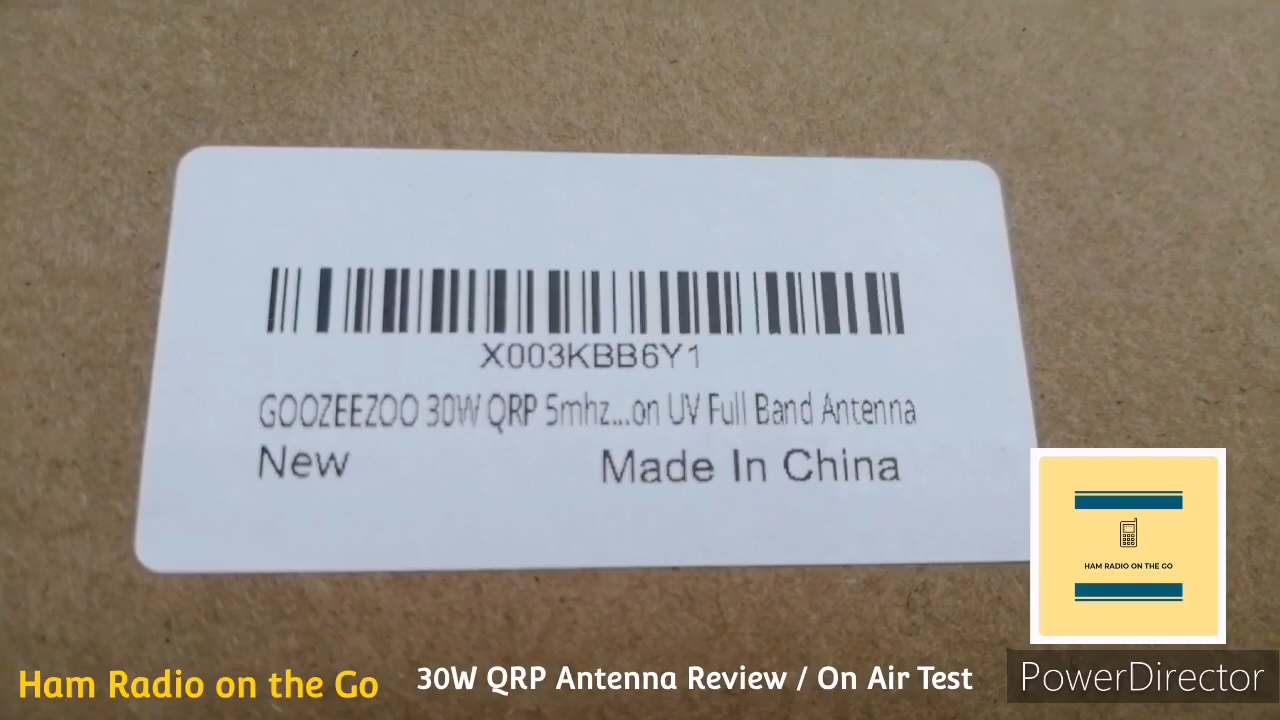 X003KBB6Y1
GOOZEEZOO 30W QRP 5mhz...on UV Full Band Antenna
New Made In China
HAM RADIO ON THE GO
Ham Radio on the Go 30W QRP Antenna Review / On Air Test
PowerDirector